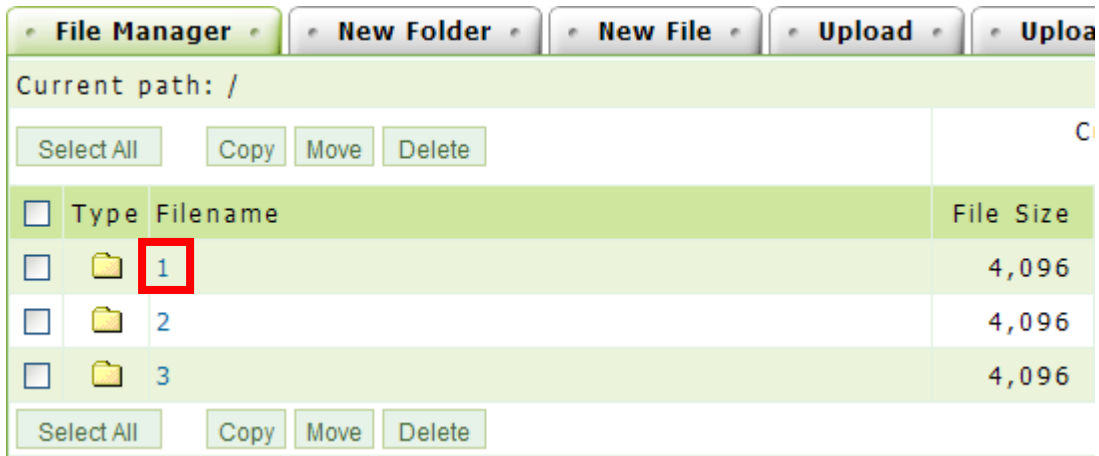 File Manager New Folder New File Upload Uploa
Current path: /
Select All Copy Move Delete
Type Filename File Size
1 4,096
2 4,096
3 4,096
Select All Copy Move Delete